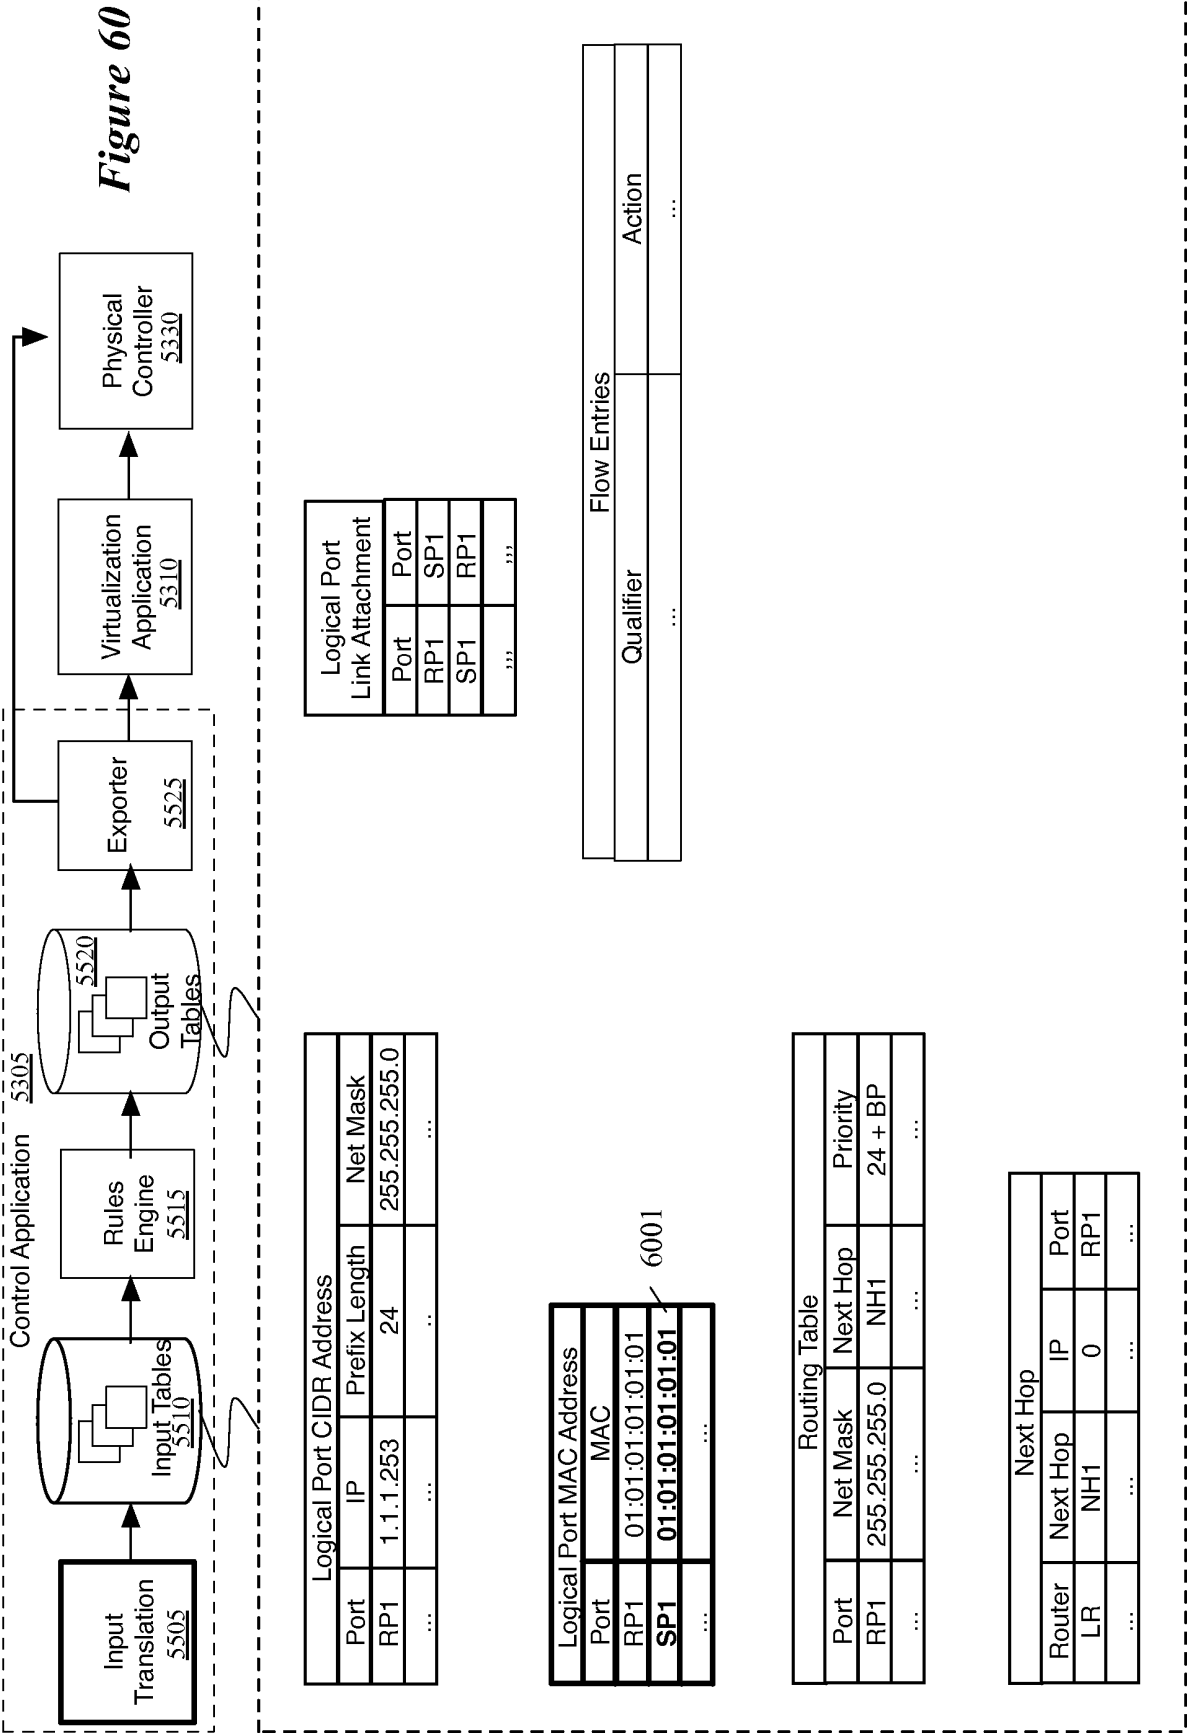 Figure 60
Control Application 5305
Input
Translation
5505
Input Tables
5510
Rules
Engine
5515
5520
Output
Tables
Exporter
5525
Virtualization
Application
5310
Physical
Controller
5330
Logical Port CIDR Address
Port IP Prefix Length Net Mask
RP1 1.1.1.253 24 255.255.255.0
... ... .. ...
Logical Port
Link Attachment
Port Port
RP1 SP1
SP1 RP1
,,, ,,,
Logical Port MAC Address
Port MAC
RP1 01:01:01:01:01:01
SP1 01:01:01:01:01:01
... ...
6001
Flow Entries
Qualifier Action
... ...
Routing Table
Port Net Mask Next Hop Priority
RP1 255.255.255.0 NH1 24 + BP
... ... ... ...
Next Hop
Router Next Hop IP Port
LR NH1 0 RP1
... ... ... ...